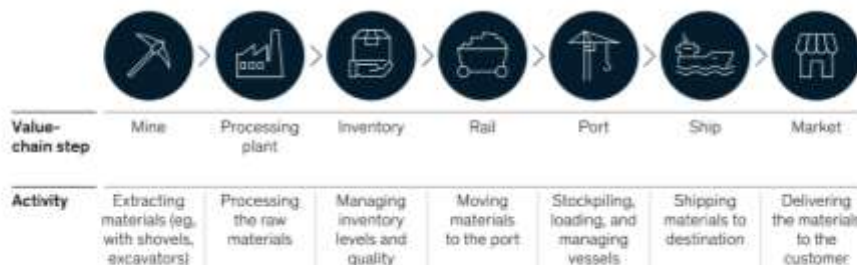 Value-
chain step
Mine
Processing
plant
Inventory
Rail
Port
Ship
Market
Activity
Extracting
materials (eg,
with shovels,
excavators)
Processing
the raw
materials
Managing
inventory
levels and
quality
Moving
materials
to the port
Stockpiling,
loading, and
managing
vessels
Shipping
materials to
destination
Delivering
the materials
to the
customer